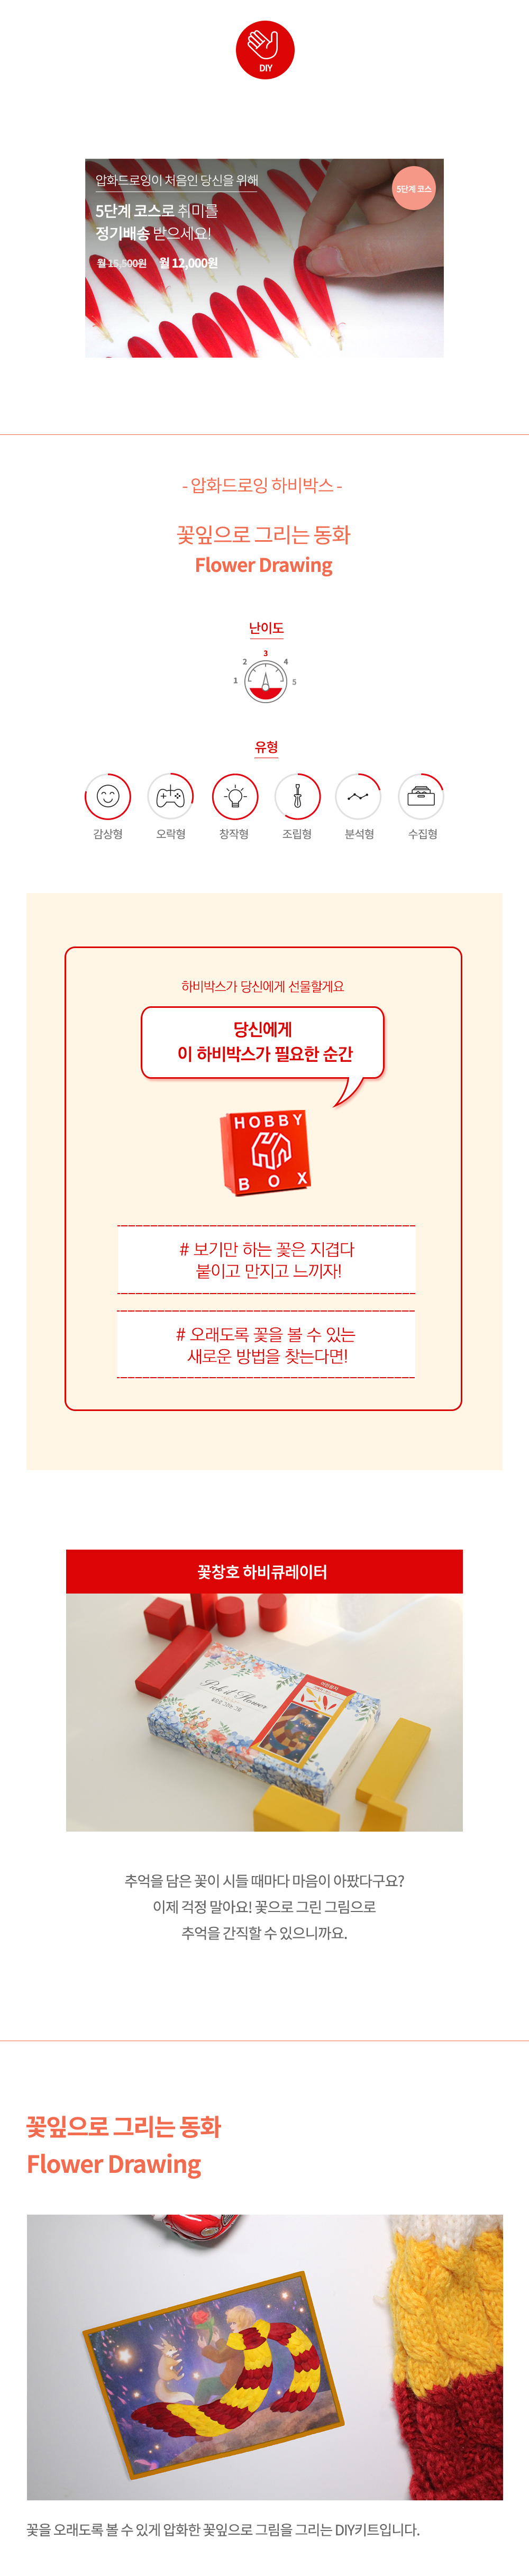 DIY
압화드로잉이 처음인 당신을 위해
5단계 코스
5단계 코스로 취미를
정기배송 받으세요!
월 15,500원 월 12,000원
- 압화드로잉 하비박스 -
꽃잎으로 그리는 동화
Flower Drawing
난이도
1 2 3 4 5
유형
감상형 오락형 창작형 조립형 분석형 수집형
하비박스가 당신에게 선물할게요
당신에게
이 하비박스가 필요한 순간
HOBBY
BOX
# 보기만 하는 꽃은 지겹다
붙이고 만지고 느끼자!
# 오래도록 꽃을 볼 수 있는
새로운 방법을 찾는다면!
꽃창호 하비큐레이터
Pick it Flower
추억을 담은 꽃이 시들 때마다 마음이 아팠다구요?
이제 걱정 말아요! 꽃으로 그린 그림으로
추억을 간직할 수 있으니까요.
꽃잎으로 그리는 동화
Flower Drawing
꽃을 오래도록 볼 수 있게 압화한 꽃잎으로 그림을 그리는 DIY키트입니다.